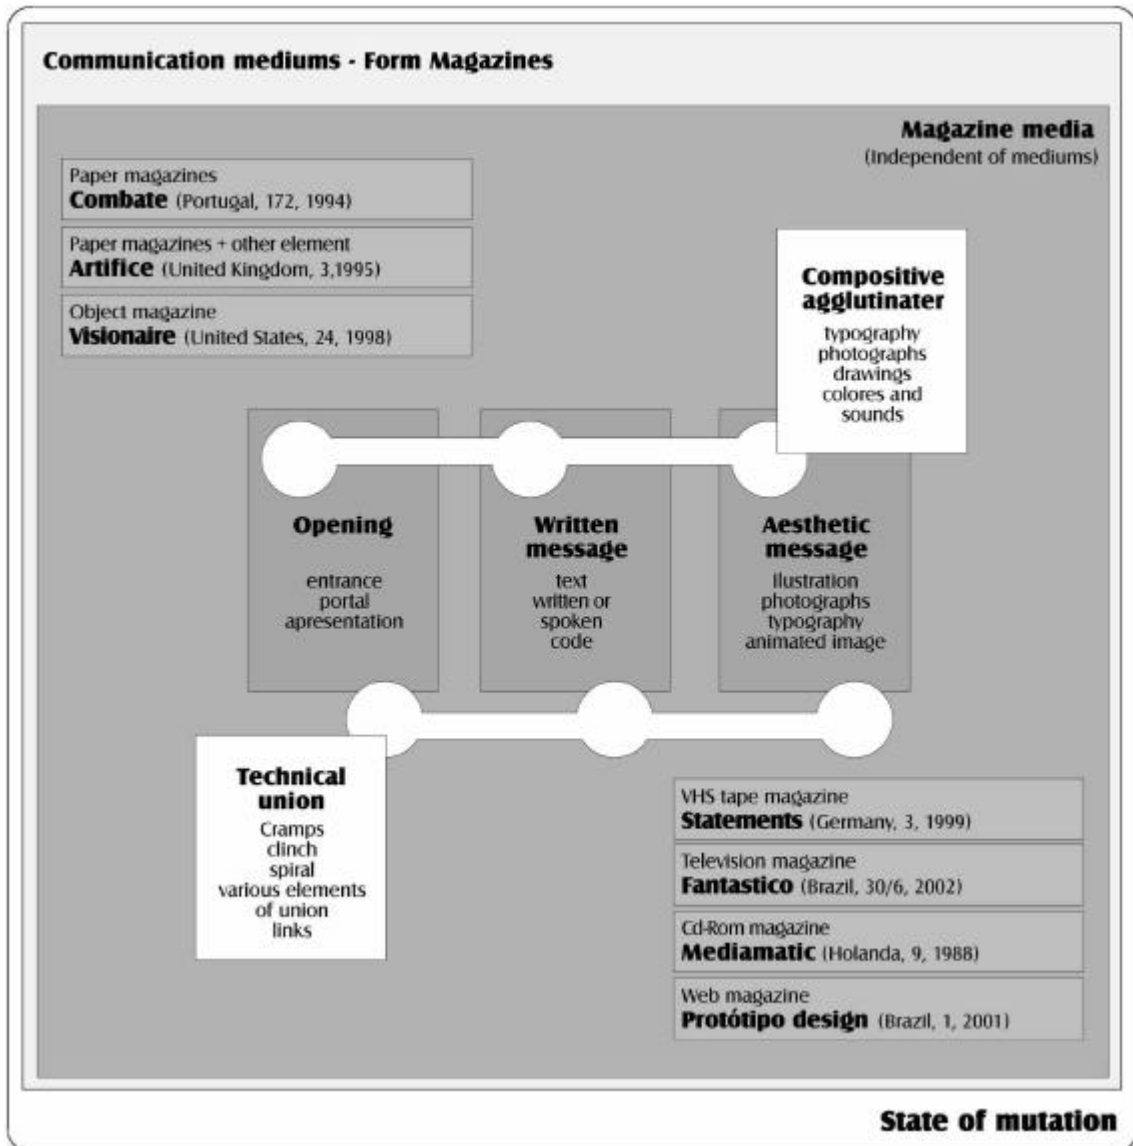 Communication mediums - Form Magazines
Magazine media
(Independent of mediums)
Paper magazines
Combate (Portugal, 172, 1994)
Paper magazines + other element
Artifice (United Kingdom, 3,1995)
Object magazine
Visionaire (United States, 24, 1998)
Compositive
agglutinater
typography
photographs
drawings
colores and
sounds
Opening
entrance
portal
apresentation
Written
message
text
written or
spoken
code
Aesthetic
message
ilustration
photographs
typography
animated image
Technical
union
Cramps
clinch
spiral
various elements
of union
links
VHS tape magazine
Statements (Germany, 3, 1999)
Television magazine
Fantastico (Brazil, 30/6, 2002)
Cd-Rom magazine
Mediamatic (Holanda, 9, 1988)
Web magazine
Protótipo design (Brazil, 1, 2001)
State of mutation